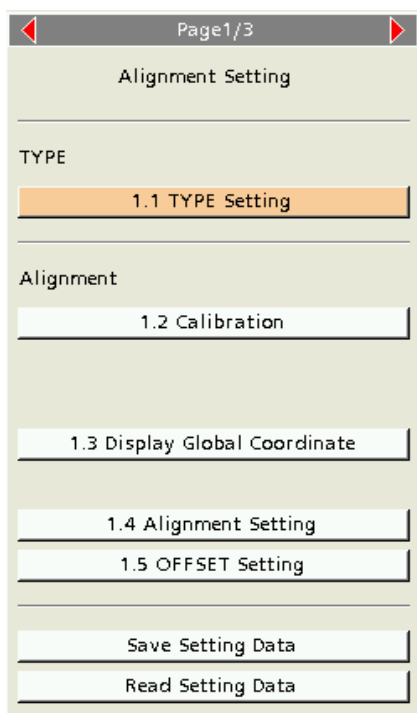 Page1/3
Alignment Setting
TYPE
1.1 TYPE Setting
Alignment
1.2 Calibration
1.3 Display Global Coordinate
1.4 Alignment Setting
1.5 OFFSET Setting
Save Setting Data
Read Setting Data